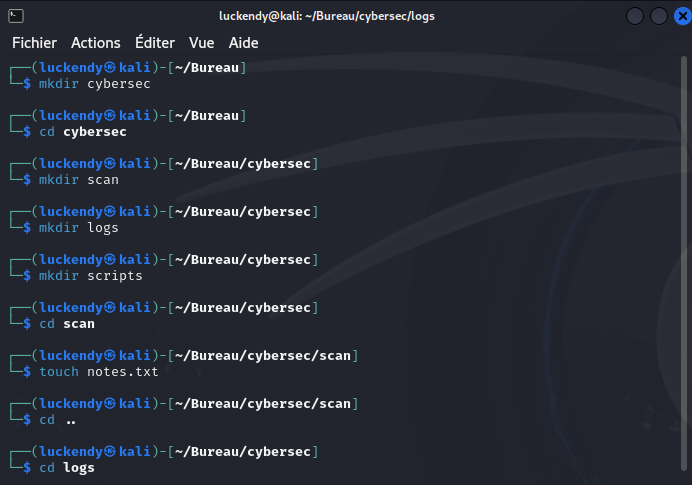 luckendy@kali: ~/Bureau/cybersec/logs
Fichier Actions Éditer Vue Aide
┌──(luckendy㉿kali)-[~/Bureau]
└─$ mkdir cybersec
┌──(luckendy㉿kali)-[~/Bureau]
└─$ cd cybersec
┌──(luckendy㉿kali)-[~/Bureau/cybersec]
└─$ mkdir scan
┌──(luckendy㉿kali)-[~/Bureau/cybersec]
└─$ mkdir logs
┌──(luckendy㉿kali)-[~/Bureau/cybersec]
└─$ mkdir scripts
┌──(luckendy㉿kali)-[~/Bureau/cybersec]
└─$ cd scan
┌──(luckendy㉿kali)-[~/Bureau/cybersec/scan]
└─$ touch notes.txt
┌──(luckendy㉿kali)-[~/Bureau/cybersec/scan]
└─$ cd ..
┌──(luckendy㉿kali)-[~/Bureau/cybersec]
└─$ cd logs